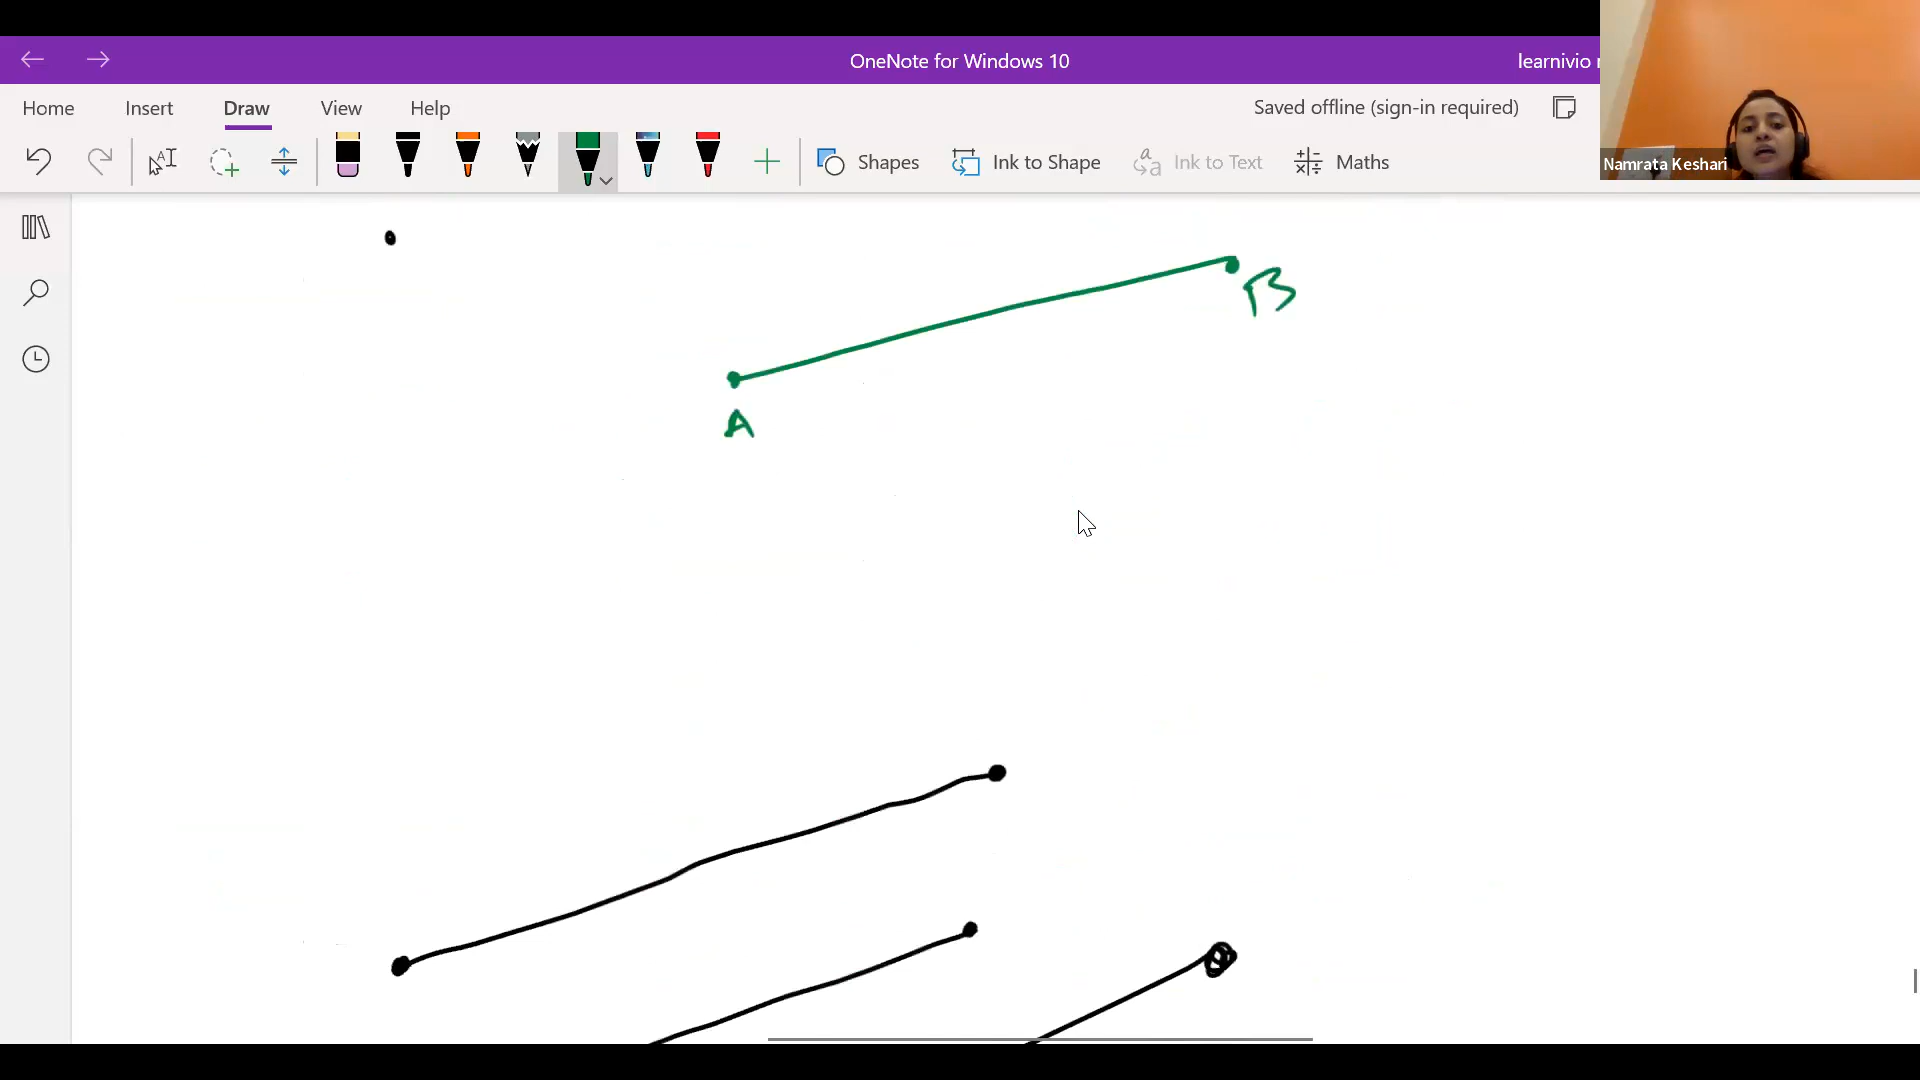 OneNote for Windows 10
learnivio
Home Insert Draw View Help
Saved offline (sign-in required)
Shapes Ink to Shape Ink to Text Maths
Namrata Keshari
B
A